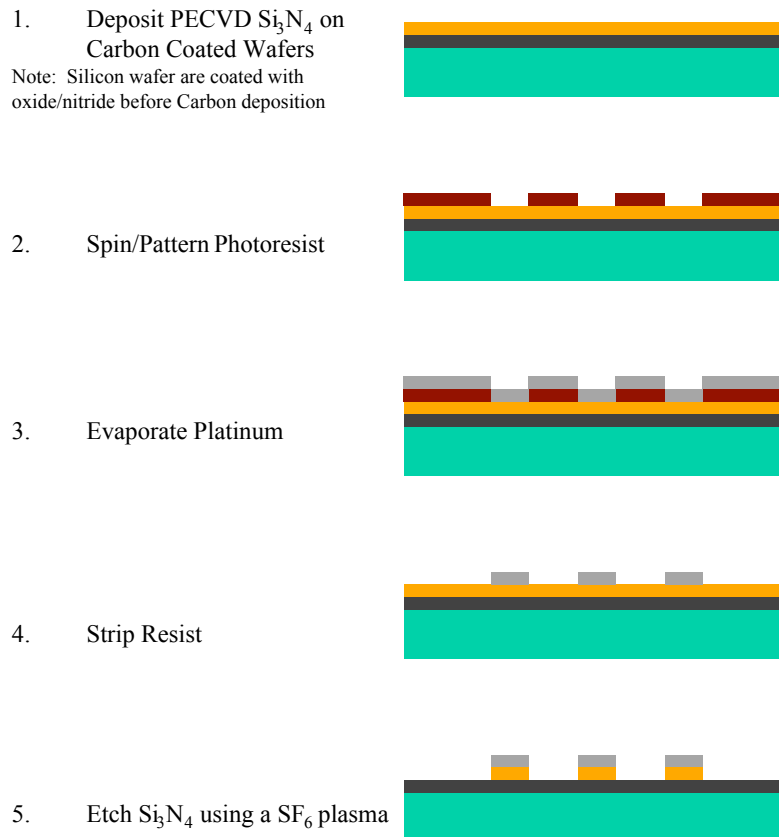 1. Deposit PECVD Si₃N₄ on
Carbon Coated Wafers
Note: Silicon wafer are coated with
oxide/nitride before Carbon deposition
2. Spin/Pattern Photoresist
3. Evaporate Platinum
4. Strip Resist
5. Etch Si₃N₄ using a SF₆ plasma